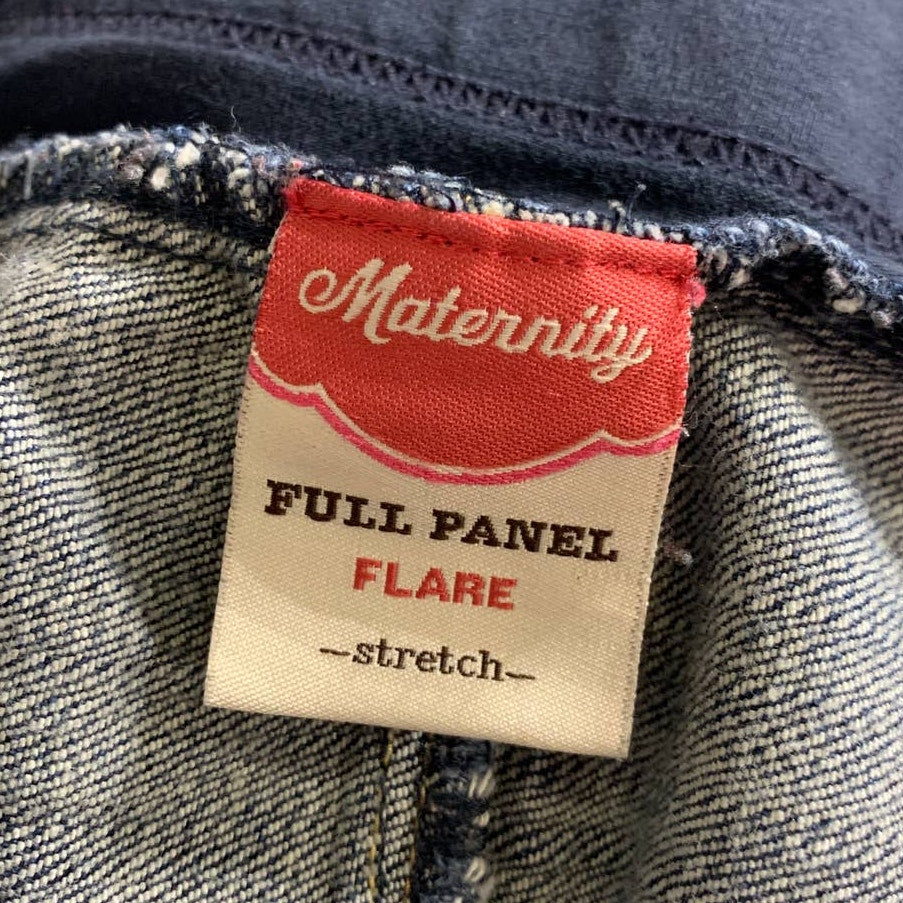 Maternity
FULL PANEL
FLARE
–stretch–